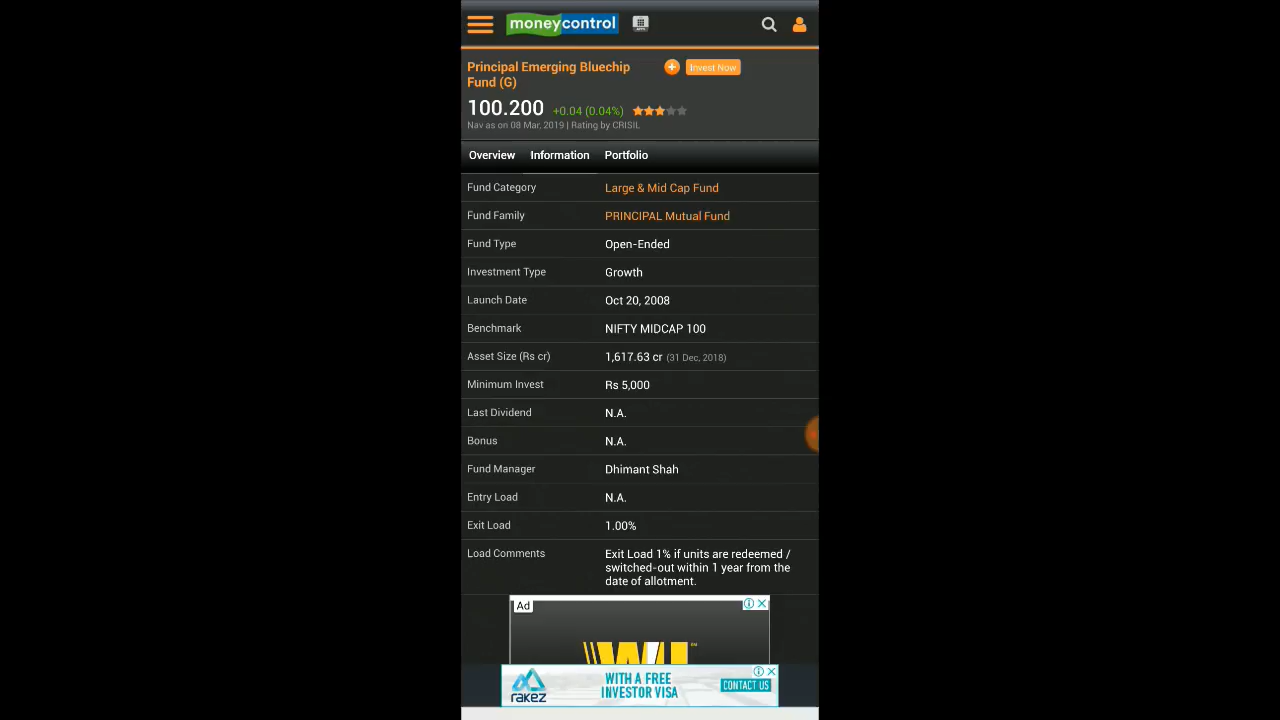 moneycontrol
APPS
Principal Emerging Bluechip
Fund (G)
Invest Now
100.200 +0.04 (0.04%)
Nav as on 08 Mar, 2019 | Rating by CRISIL
Overview Information Portfolio
Fund Category Large & Mid Cap Fund
Fund Family PRINCIPAL Mutual Fund
Fund Type Open-Ended
Investment Type Growth
Launch Date Oct 20, 2008
Benchmark NIFTY MIDCAP 100
Asset Size (Rs cr) 1,617.63 cr (31 Dec, 2018)
Minimum Invest Rs 5,000
Last Dividend N.A.
Bonus N.A.
Fund Manager Dhimant Shah
Entry Load N.A.
Exit Load 1.00%
Load Comments Exit Load 1% if units are redeemed /
switched-out within 1 year from the
date of allotment.
Ad
WU
rakez
WITH A FREE
INVESTOR VISA
CONTACT US